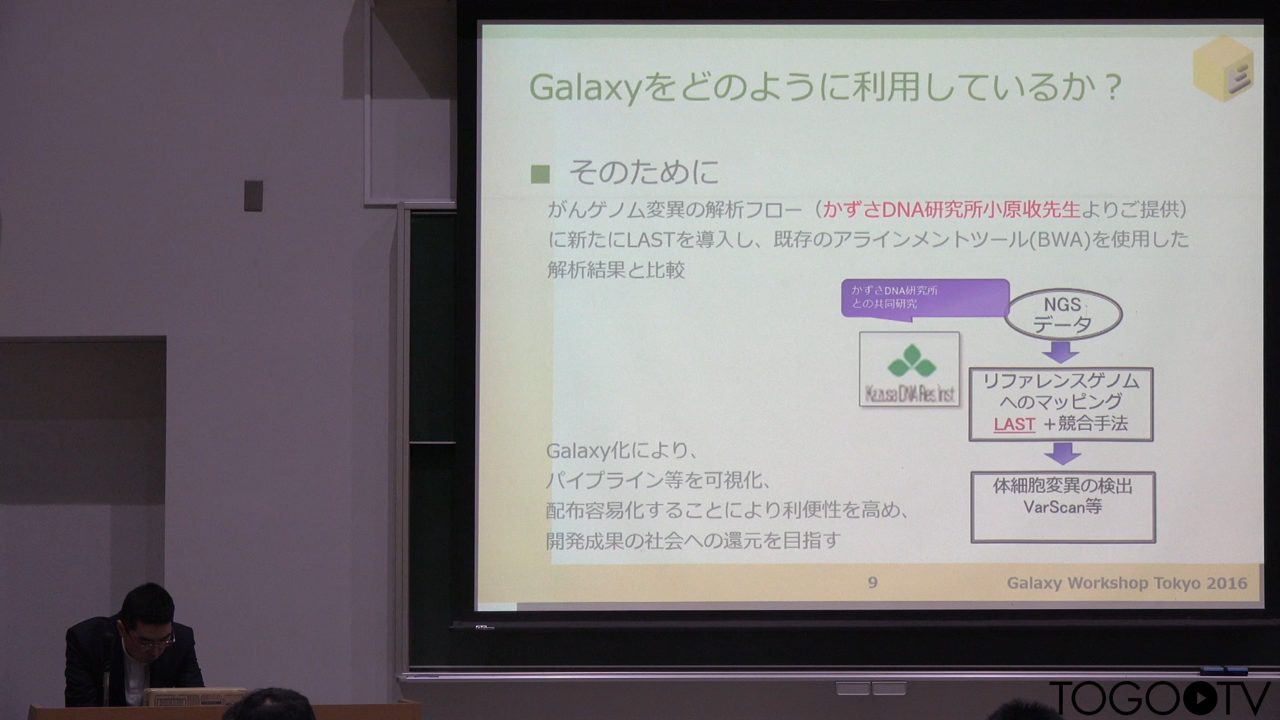 Galaxyをどのように利用しているか？
■ そのために
がんゲノム変異の解析フロー（かずさDNA研究所小原收先生よりご提供）
に新たにLASTを導入し、既存のアラインメントツール(BWA)を使用した
解析結果と比較
かずさDNA研究所
との共同研究
NGS
データ
Kazusa DNA Res. Inst.
リファレンスゲノム
へのマッピング
LAST ＋競合手法
Galaxy化により、
パイプライン等を可視化、
配布容易化することにより利便性を高め、
開発成果の社会への還元を目指す
体細胞変異の検出
VarScan等
9
Galaxy Workshop Tokyo 2016
TOGOTV